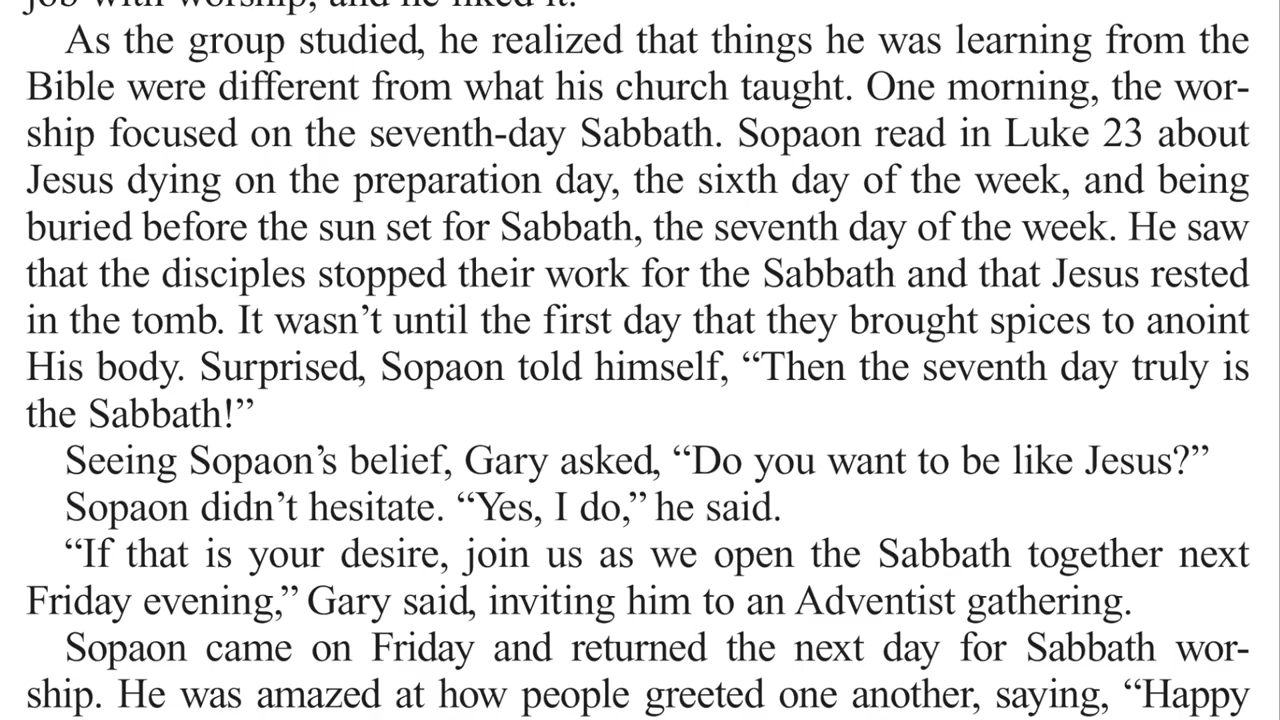 job with worship, and he liked it.
As the group studied, he realized that things he was learning from the
Bible were different from what his church taught. One morning, the wor-
ship focused on the seventh-day Sabbath. Sopaon read in Luke 23 about
Jesus dying on the preparation day, the sixth day of the week, and being
buried before the sun set for Sabbath, the seventh day of the week. He saw
that the disciples stopped their work for the Sabbath and that Jesus rested
in the tomb. It wasn’t until the first day that they brought spices to anoint
His body. Surprised, Sopaon told himself, “Then the seventh day truly is
the Sabbath!”
Seeing Sopaon’s belief, Gary asked, “Do you want to be like Jesus?”
Sopaon didn’t hesitate. “Yes, I do,” he said.
“If that is your desire, join us as we open the Sabbath together next
Friday evening,” Gary said, inviting him to an Adventist gathering.
Sopaon came on Friday and returned the next day for Sabbath wor-
ship. He was amazed at how people greeted one another, saying, “Happy